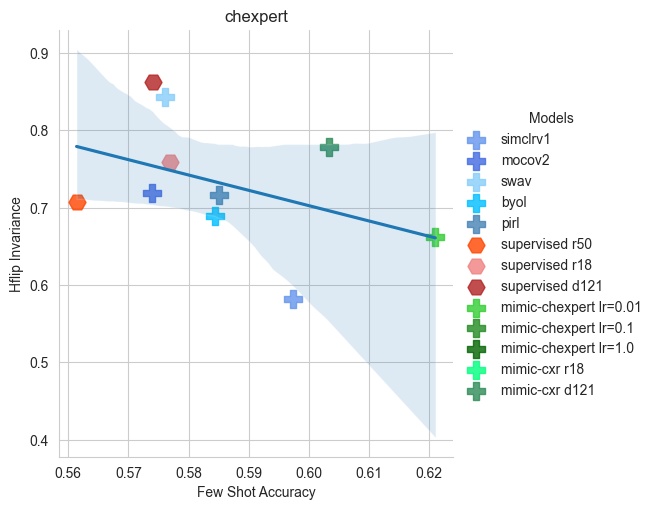 chexpert
Hflip Invariance
0.9
0.8
0.7
0.6
0.5
0.4
0.56 0.57 0.58 0.59 0.60 0.61 0.62
Few Shot Accuracy
Models
simclrv1
mocov2
swav
byol
pirl
supervised r50
supervised r18
supervised d121
mimic-chexpert lr=0.01
mimic-chexpert lr=0.1
mimic-chexpert lr=1.0
mimic-cxr r18
mimic-cxr d121